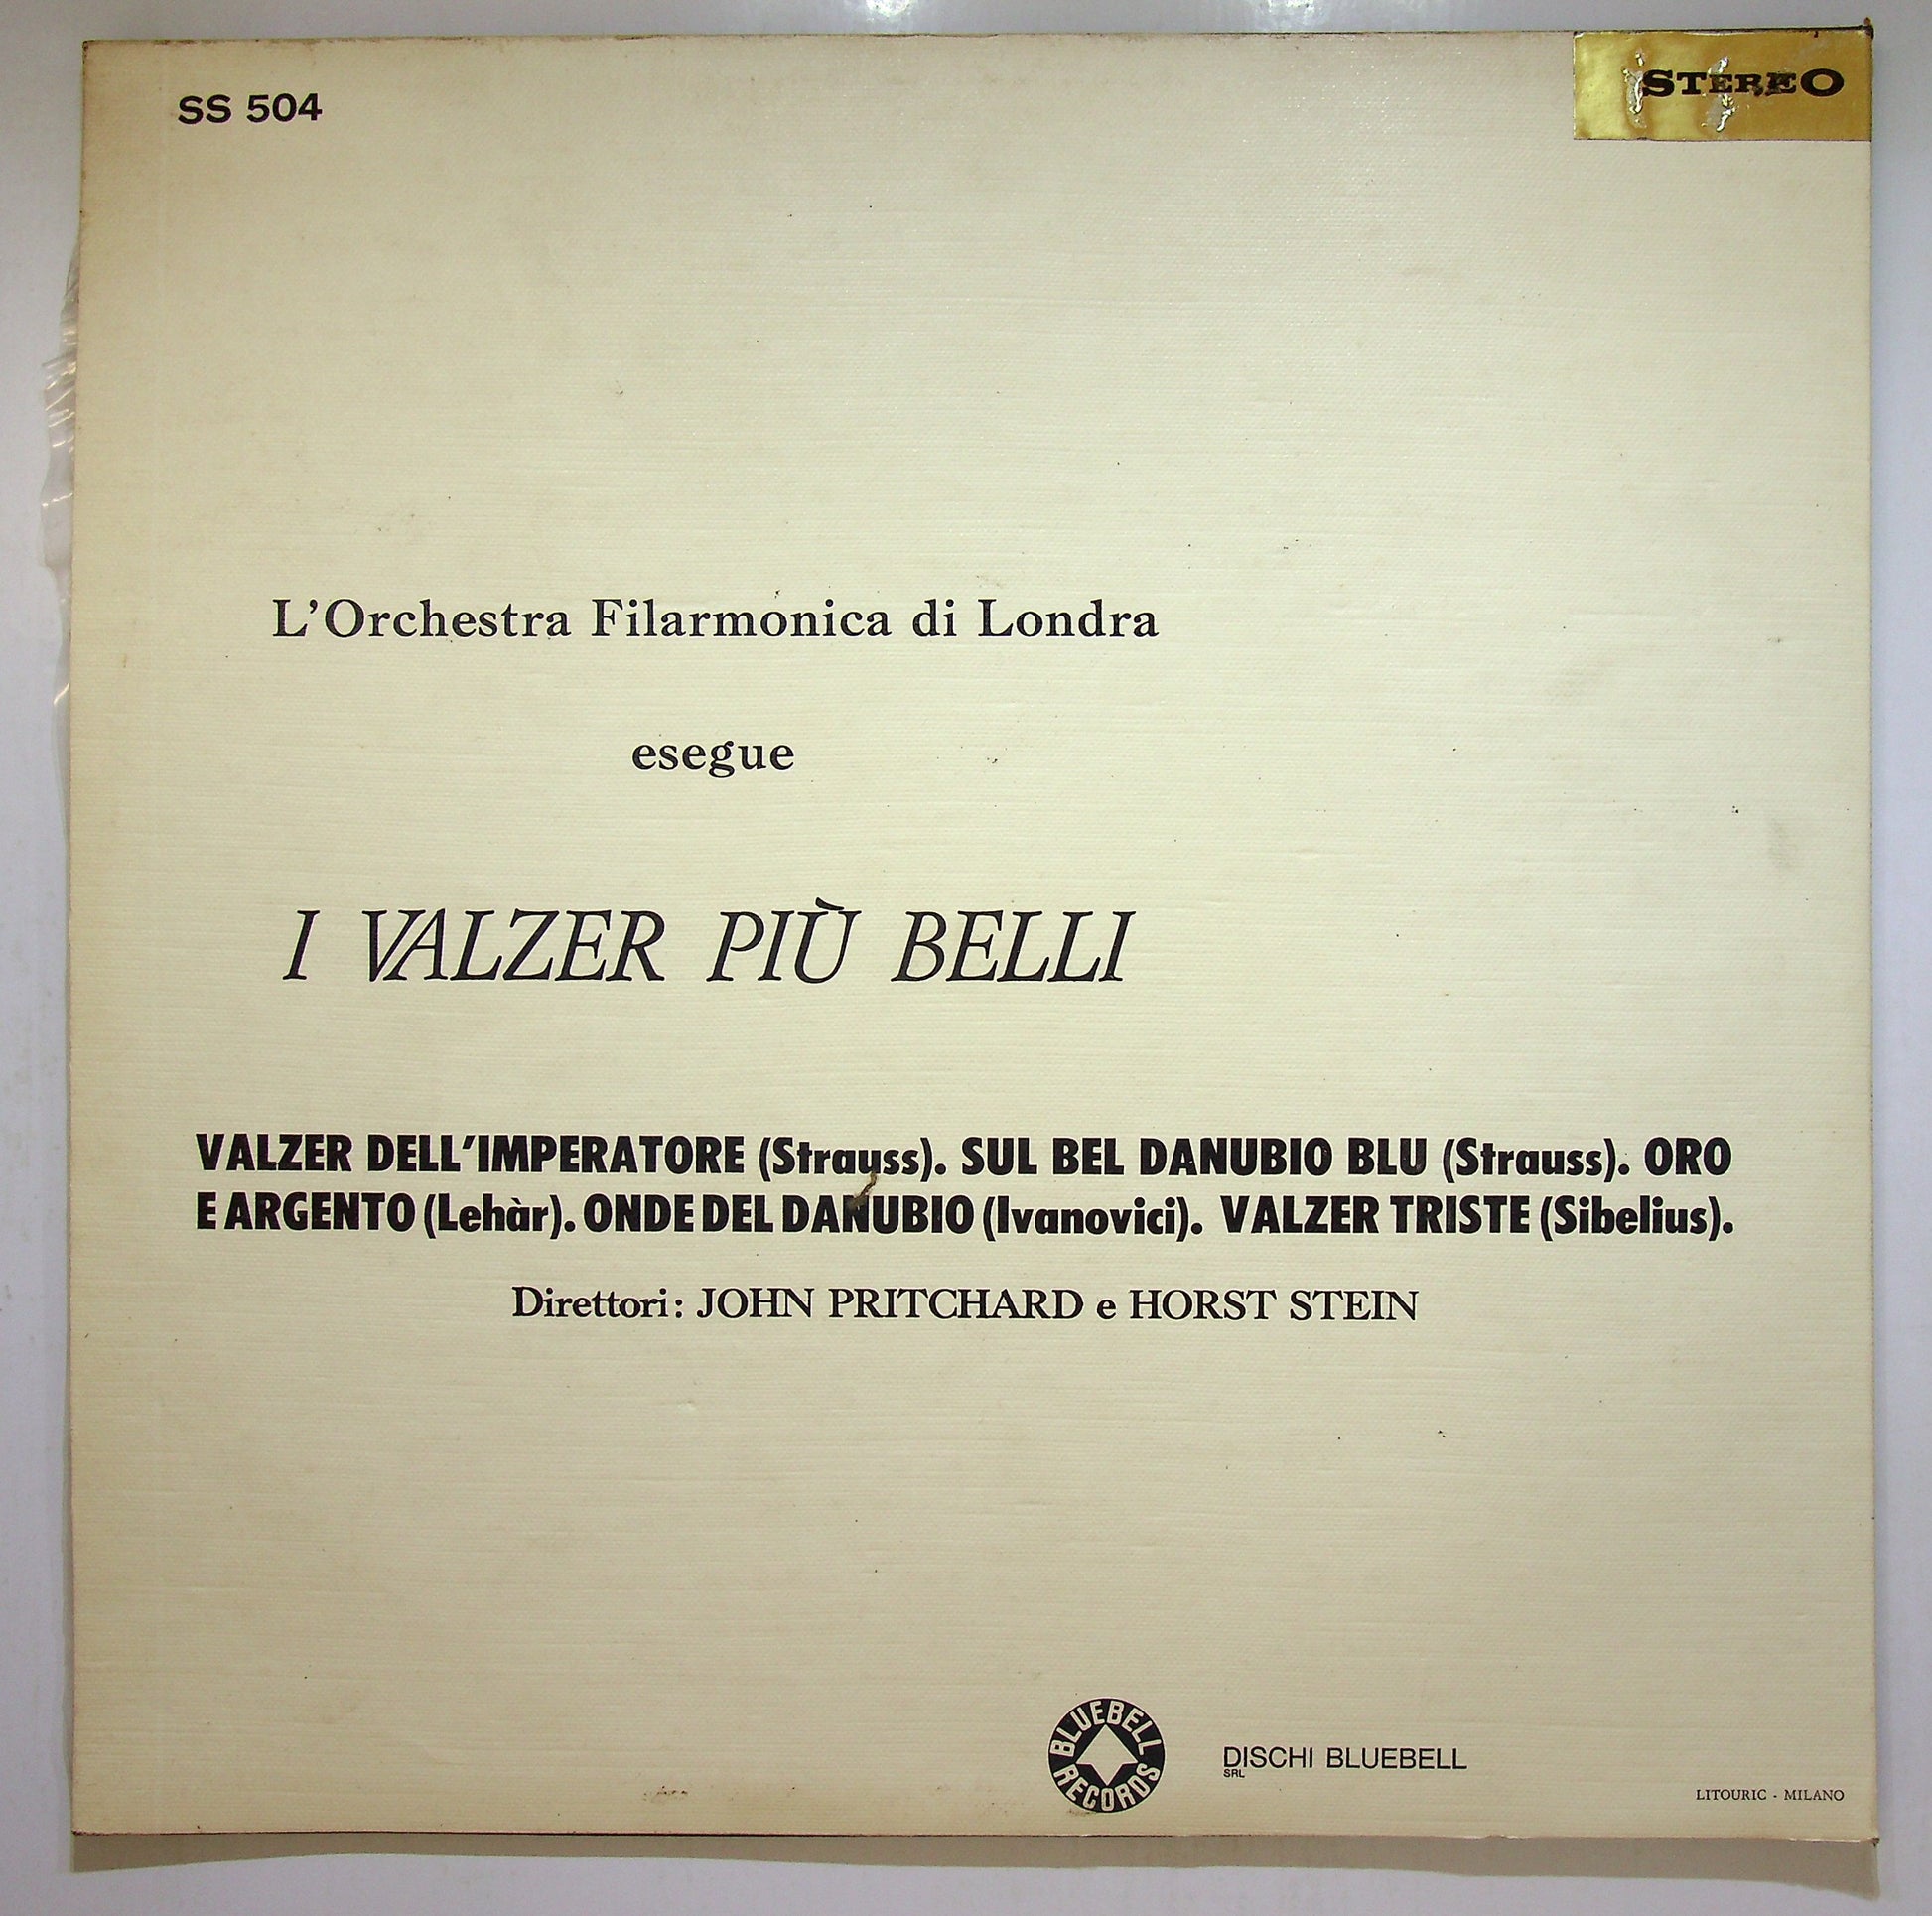 SS 504
STEREO
L'Orchestra Filarmonica di Londra
esegue
I VALZER PIÙ BELLI
VALZER DELL'IMPERATORE (Strauss). SUL BEL DANUBIO BLU (Strauss). ORO
E ARGENTO (Lehàr). ONDE DEL DANUBIO (Ivanovici). VALZER TRISTE (Sibelius).
Direttori: JOHN PRITCHARD e HORST STEIN
BLUEBELL RECORDS
DISCHI BLUEBELL
SRL
LITOURIC - MILANO